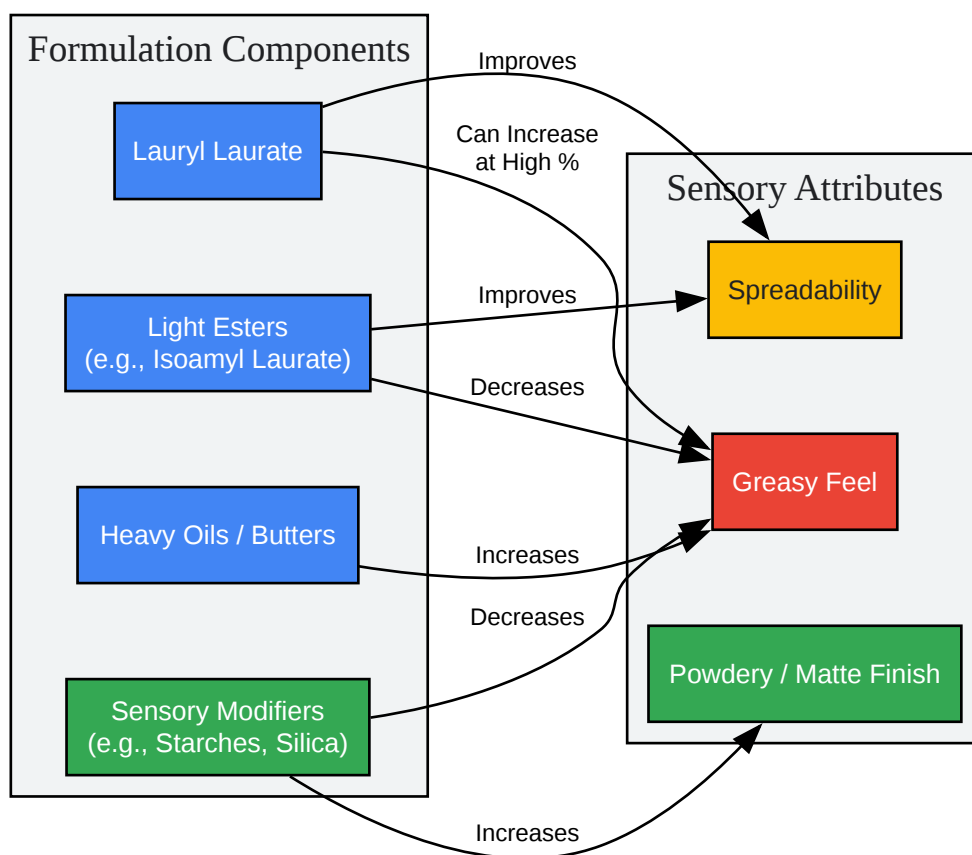 Formulation Components
Lauryl Laurate
Light Esters
(e.g., Isoamyl Laurate)
Heavy Oils / Butters
Sensory Modifiers
(e.g., Starches, Silica)
Improves
Can Increase
at High %
Improves
Decreases
Increases
Decreases
Increases
Sensory Attributes
Spreadability
Greasy Feel
Powdery / Matte Finish